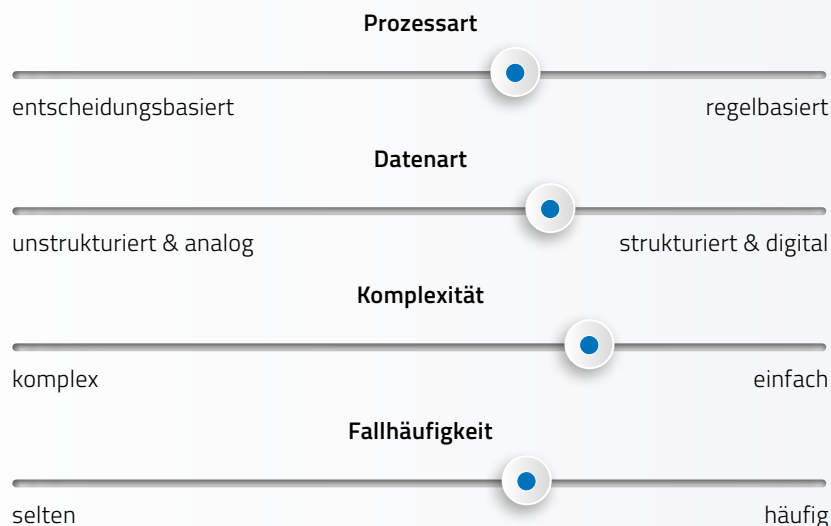 Prozessart
entscheidungsbasiert regelbasiert
Datenart
unstrukturiert & analog strukturiert & digital
Komplexität
komplex einfach
Fallhäufigkeit
selten häufig